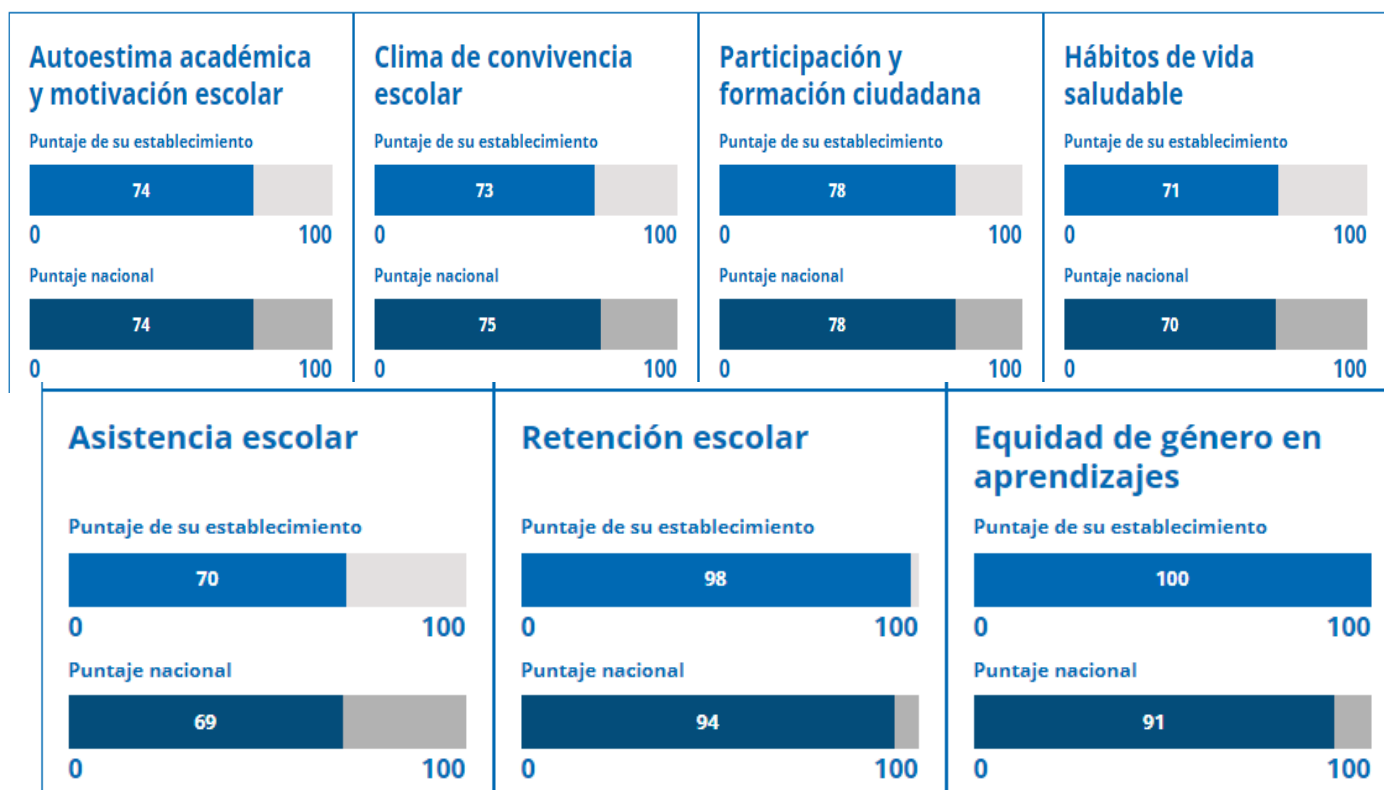 Autoestima académica
y motivación escolar
Puntaje de su establecimiento
74
0 100
Puntaje nacional
74
0 100
Clima de convivencia
escolar
Puntaje de su establecimiento
73
0 100
Puntaje nacional
75
0 100
Participación y
formación ciudadana
Puntaje de su establecimiento
78
0 100
Puntaje nacional
78
0 100
Hábitos de vida
saludable
Puntaje de su establecimiento
71
0 100
Puntaje nacional
70
0 100
Asistencia escolar
Puntaje de su establecimiento
70
0 100
Puntaje nacional
69
0 100
Retención escolar
Puntaje de su establecimiento
98
0 100
Puntaje nacional
94
0 100
Equidad de género en
aprendizajes
Puntaje de su establecimiento
100
0 100
Puntaje nacional
91
0 100